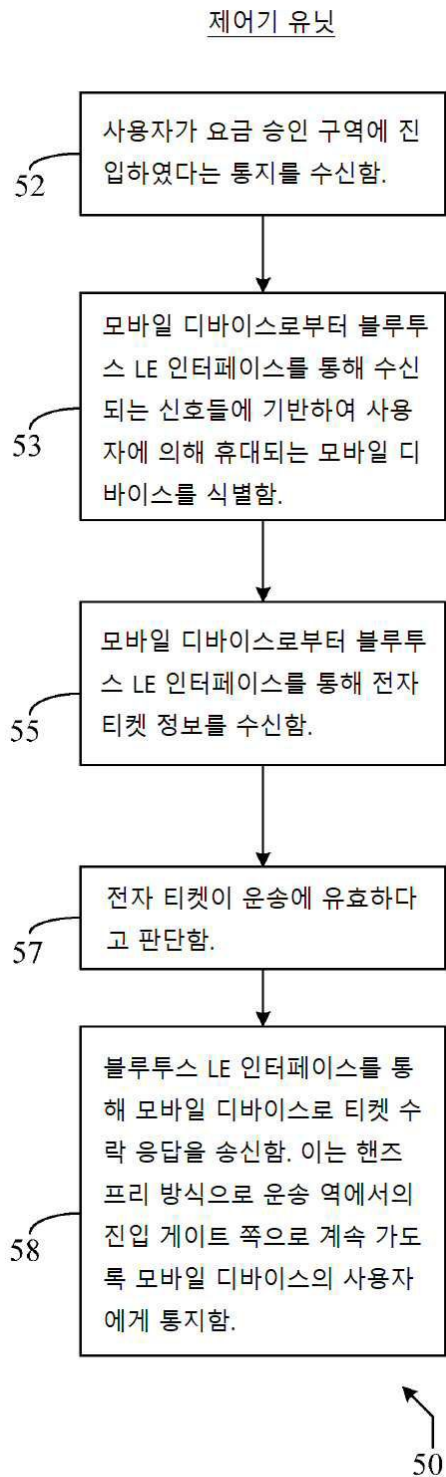 제어기 유닛
사용자가 요금 승인 구역에 진
입하였다는 통지를 수신함.
52
모바일 디바이스로부터 블루투
스 LE 인터페이스를 통해 수신
되는 신호들에 기반하여 사용
자에 의해 휴대되는 모바일 디
바이스를 식별함.
53
모바일 디바이스로부터 블루투
스 LE 인터페이스를 통해 전자
티켓 정보를 수신함.
55
전자 티켓이 운송에 유효하다
고 판단함.
57
블루투스 LE 인터페이스를 통
해 모바일 디바이스로 티켓 수
락 응답을 송신함. 이는 핸즈
프리 방식으로 운송 역에서의
진입 게이트 쪽으로 계속 가도
록 모바일 디바이스의 사용자
에게 통지함.
58
50